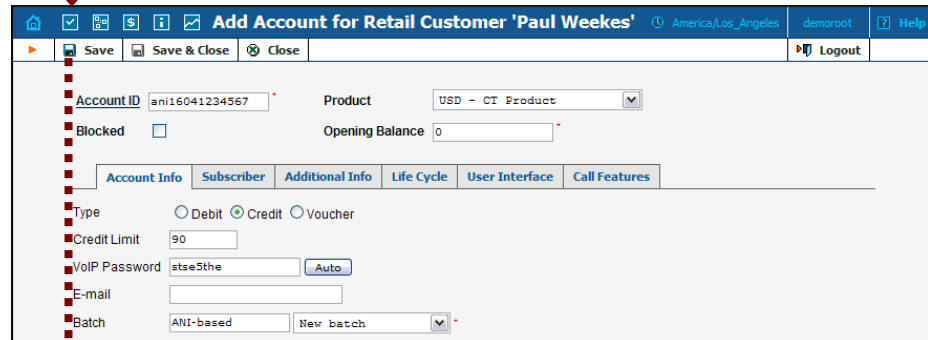 Add Account for Retail Customer 'Paul Weekes' America/Los_Angeles demoroot ? Help
Save Save & Close Close Logout
Account ID ani16041234567 * Product USD - CT Product
Blocked Opening Balance 0 *
Account Info Subscriber Additional Info Life Cycle User Interface Call Features
Type Debit Credit Voucher
Credit Limit 90
VoIP Password stse5the Auto
E-mail
Batch ANI-based New batch *